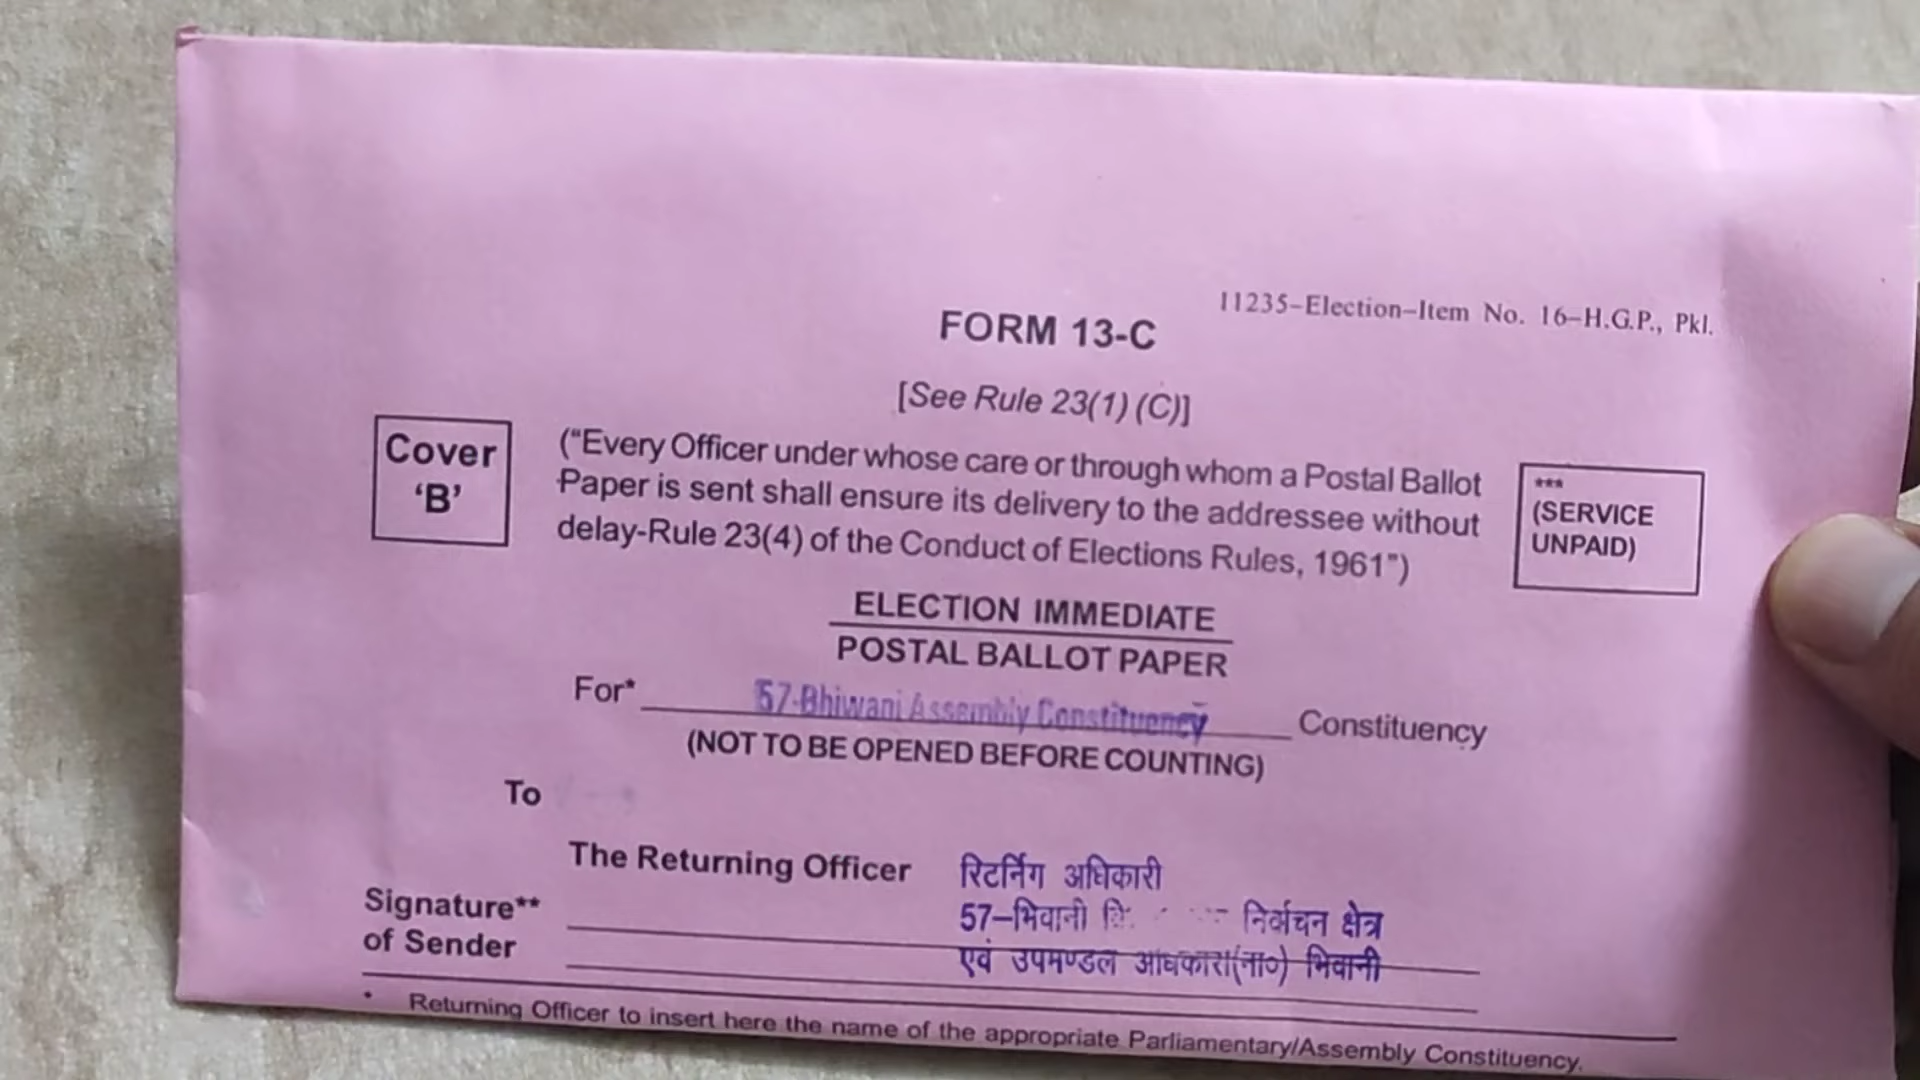 11235–Election–Item No. 16–H.G.P., Pkl.
FORM 13-C
[See Rule 23(1) (C)]
Cover
‘B’
(“Every Officer under whose care or through whom a Postal Ballot
Paper is sent shall ensure its delivery to the addressee without
delay-Rule 23(4) of the Conduct of Elections Rules, 1961”)
***
(SERVICE
UNPAID)
ELECTION IMMEDIATE
POSTAL BALLOT PAPER
For* 57-Bhiwani Assembly Constituency Constituency
(NOT TO BE OPENED BEFORE COUNTING)
To
The Returning Officer रिटर्निंग अधिकारी
57–भिवानी निर्वाचन क्षेत्र
एवं उपमण्डल अधिकारी(ना०) भिवानी
Signature**
of Sender
* Returning Officer to insert here the name of the appropriate Parliamentary/Assembly Constituency.